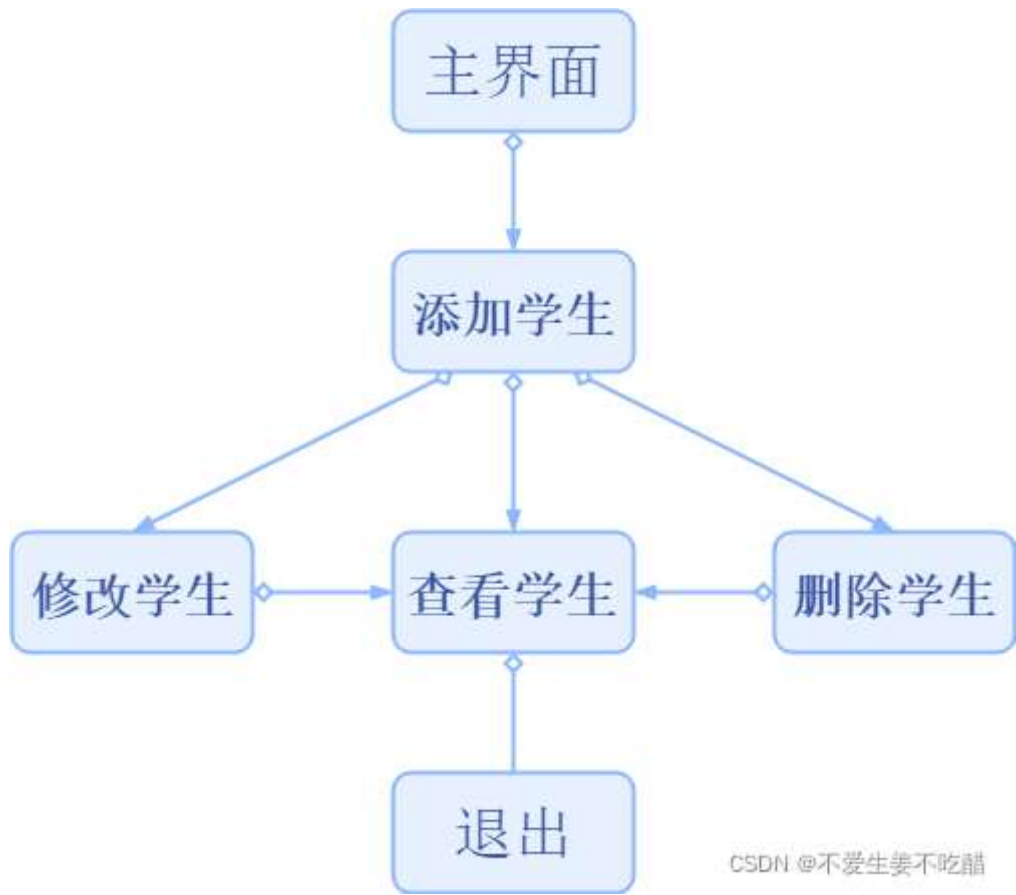 主界面
添加学生
修改学生
查看学生
删除学生
退出
CSDN @不爱生姜不吃醋